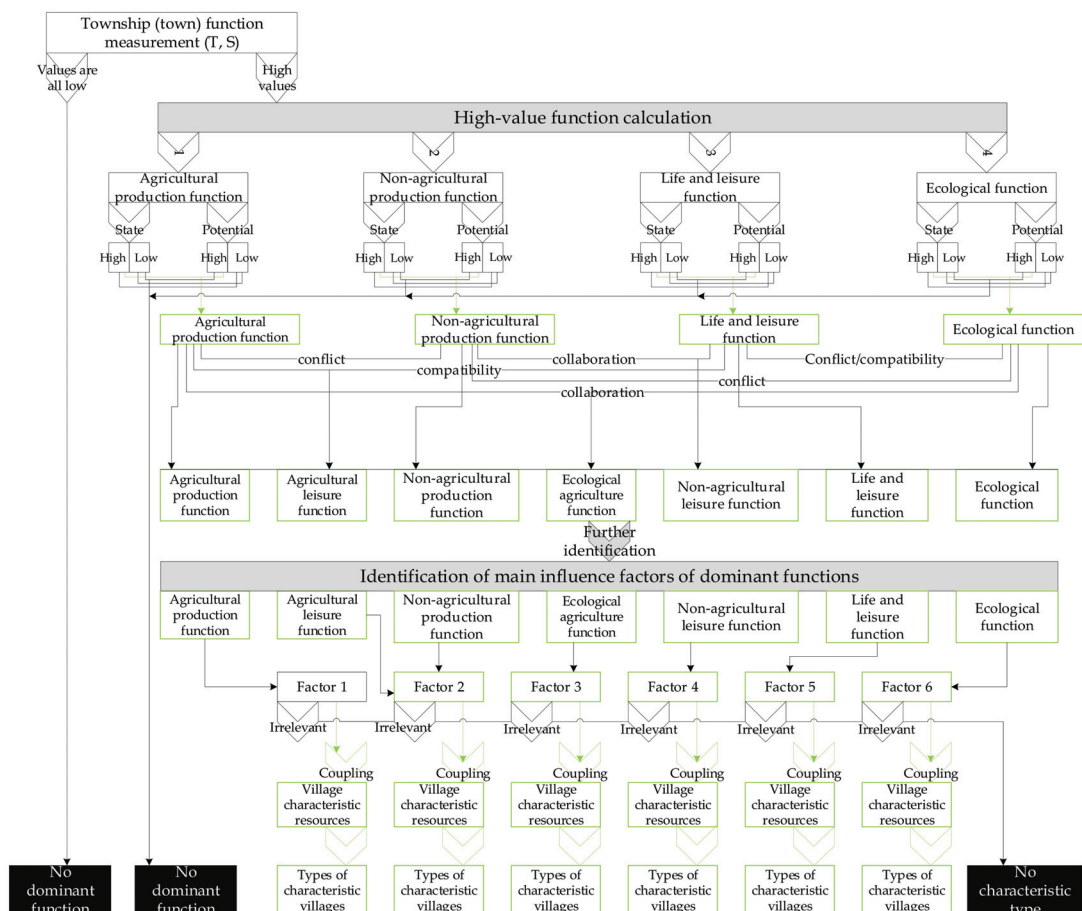 Township (town) function
measurement (T, S)
Values are
all low
High
values
High-value function calculation
1
2
3
4
Agricultural
production function
Non-agricultural
production function
Life and leisure
function
Ecological function
State
Potential
State
Potential
State
Potential
State
Potential
High
Low
High
Low
High
Low
High
Low
High
Low
High
Low
High
Low
High
Low
Agricultural
production function
Non-agricultural
production function
Life and leisure
function
Ecological function
conflict
collaboration
Conflict/compatibility
compatibility
conflict
collaboration
Agricultural
production
function
Agricultural
leisure
function
Non-agricultural
production
function
Ecological
agriculture
function
Non-agricultural
leisure function
Life and
leisure
function
Ecological
function
Further
identification
Identification of main influence factors of dominant functions
Agricultural
production
function
Agricultural
leisure
function
Non-agricultural
production
function
Ecological
agriculture
function
Non-agricultural
leisure function
Life and
leisure
function
Ecological
function
Factor 1
Factor 2
Factor 3
Factor 4
Factor 5
Factor 6
Irrelevant
Irrelevant
Irrelevant
Irrelevant
Irrelevant
Irrelevant
Coupling
Coupling
Coupling
Coupling
Coupling
Coupling
Village
characteristic
resources
Village
characteristic
resources
Village
characteristic
resources
Village
characteristic
resources
Village
characteristic
resources
Village
characteristic
resources
No
dominant
function
No
dominant
function
Types of
characteristic
villages
Types of
characteristic
villages
Types of
characteristic
villages
Types of
characteristic
villages
Types of
characteristic
villages
Types of
characteristic
villages
No
characteristic
type